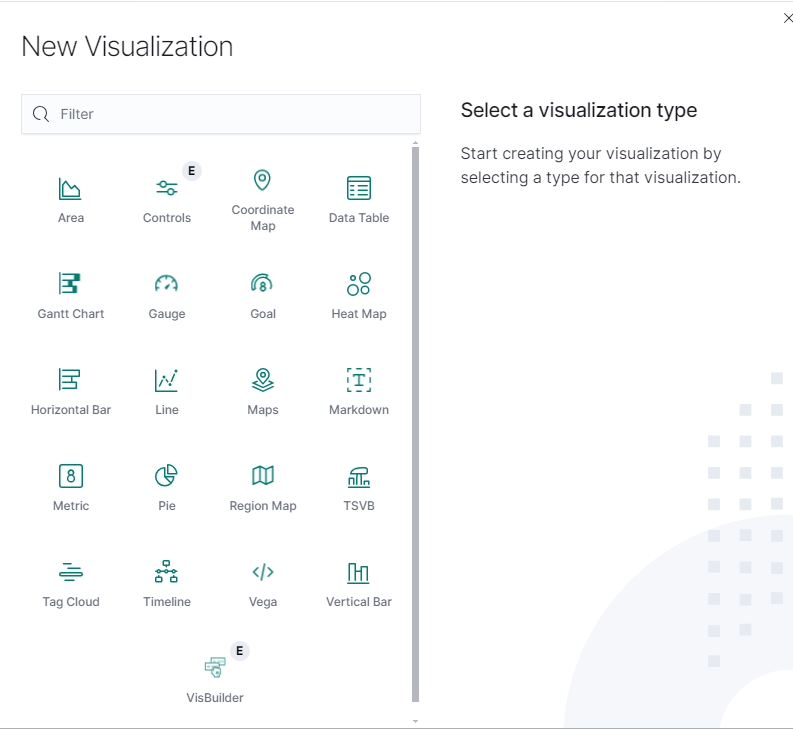 New Visualization
Filter
Select a visualization type
Start creating your visualization by
selecting a type for that visualization.
E
Area
Controls
Coordinate
Map
Data Table
Gantt Chart
Gauge
8
Goal
Heat Map
Horizontal Bar
Line
Maps
T
Markdown
8
Metric
Pie
Region Map
TSVB
Tag Cloud
Timeline
</>
Vega
Vertical Bar
E
VisBuilder